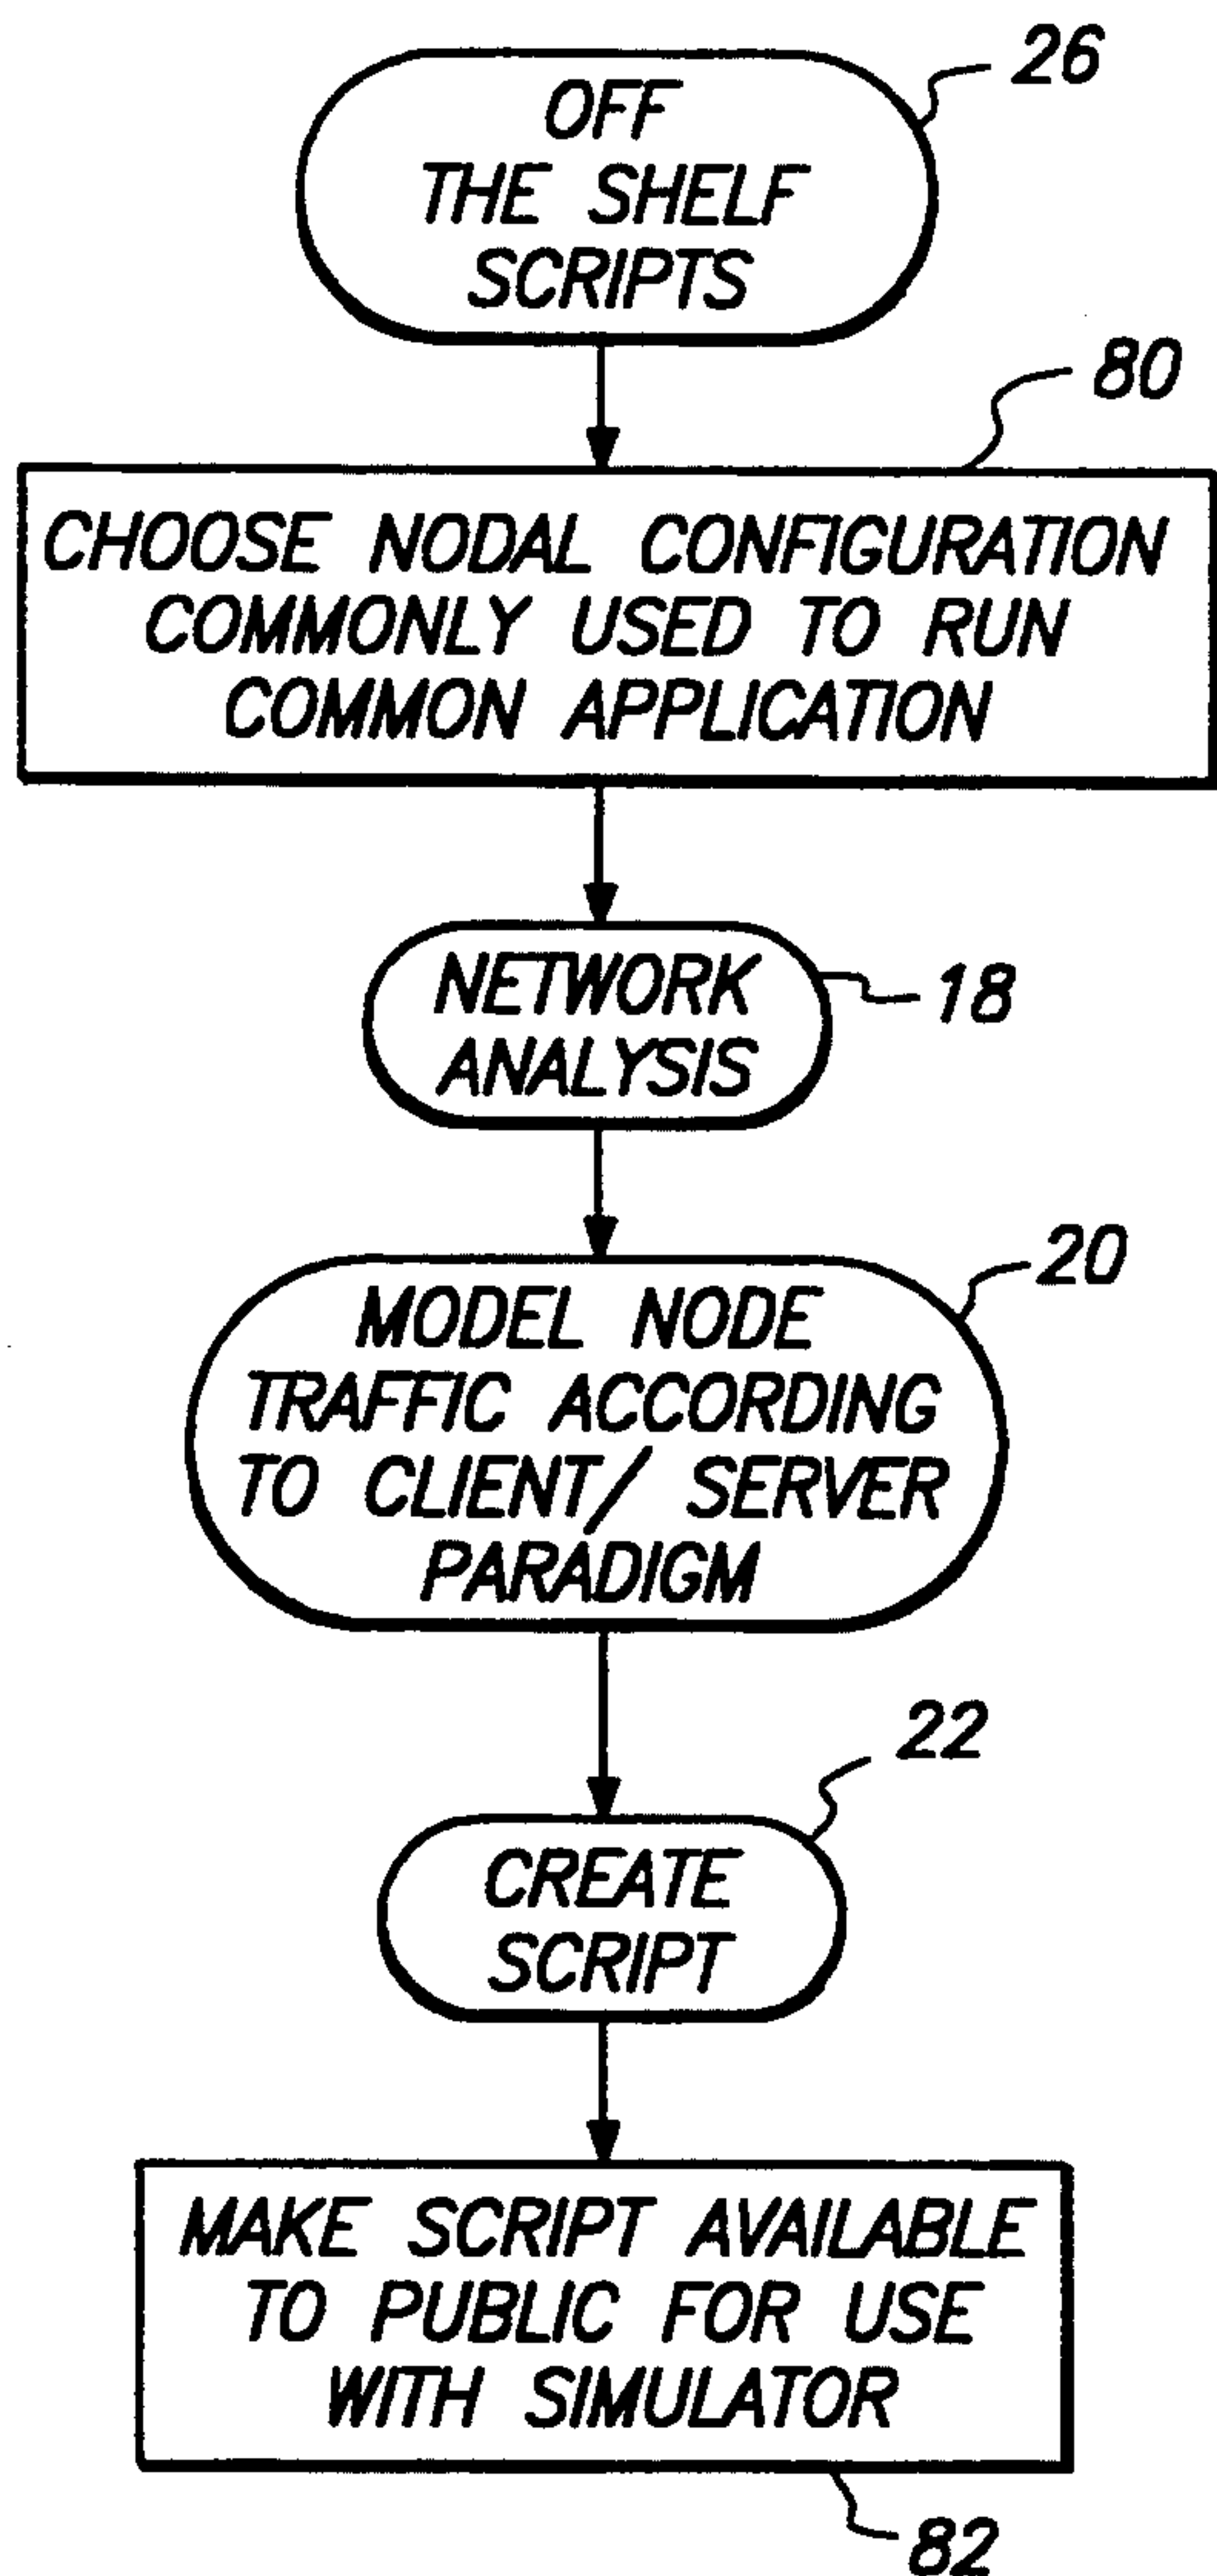 26
OFF
THE SHELF
SCRIPTS
80
CHOOSE NODAL CONFIGURATION
COMMONLY USED TO RUN
COMMON APPLICATION
NETWORK
ANALYSIS
18
20
MODEL NODE
TRAFFIC ACCORDING
TO CLIENT/ SERVER
PARADIGM
22
CREATE
SCRIPT
MAKE SCRIPT AVAILABLE
TO PUBLIC FOR USE
WITH SIMULATOR
82